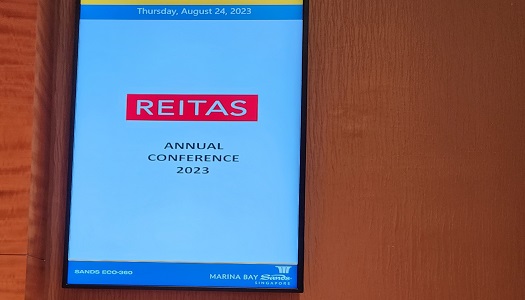 Thursday, August 24, 2023
REITAS
ANNUAL
CONFERENCE
2023
SANDS ECO-360
MARINA BAY Sands
SINGAPORE